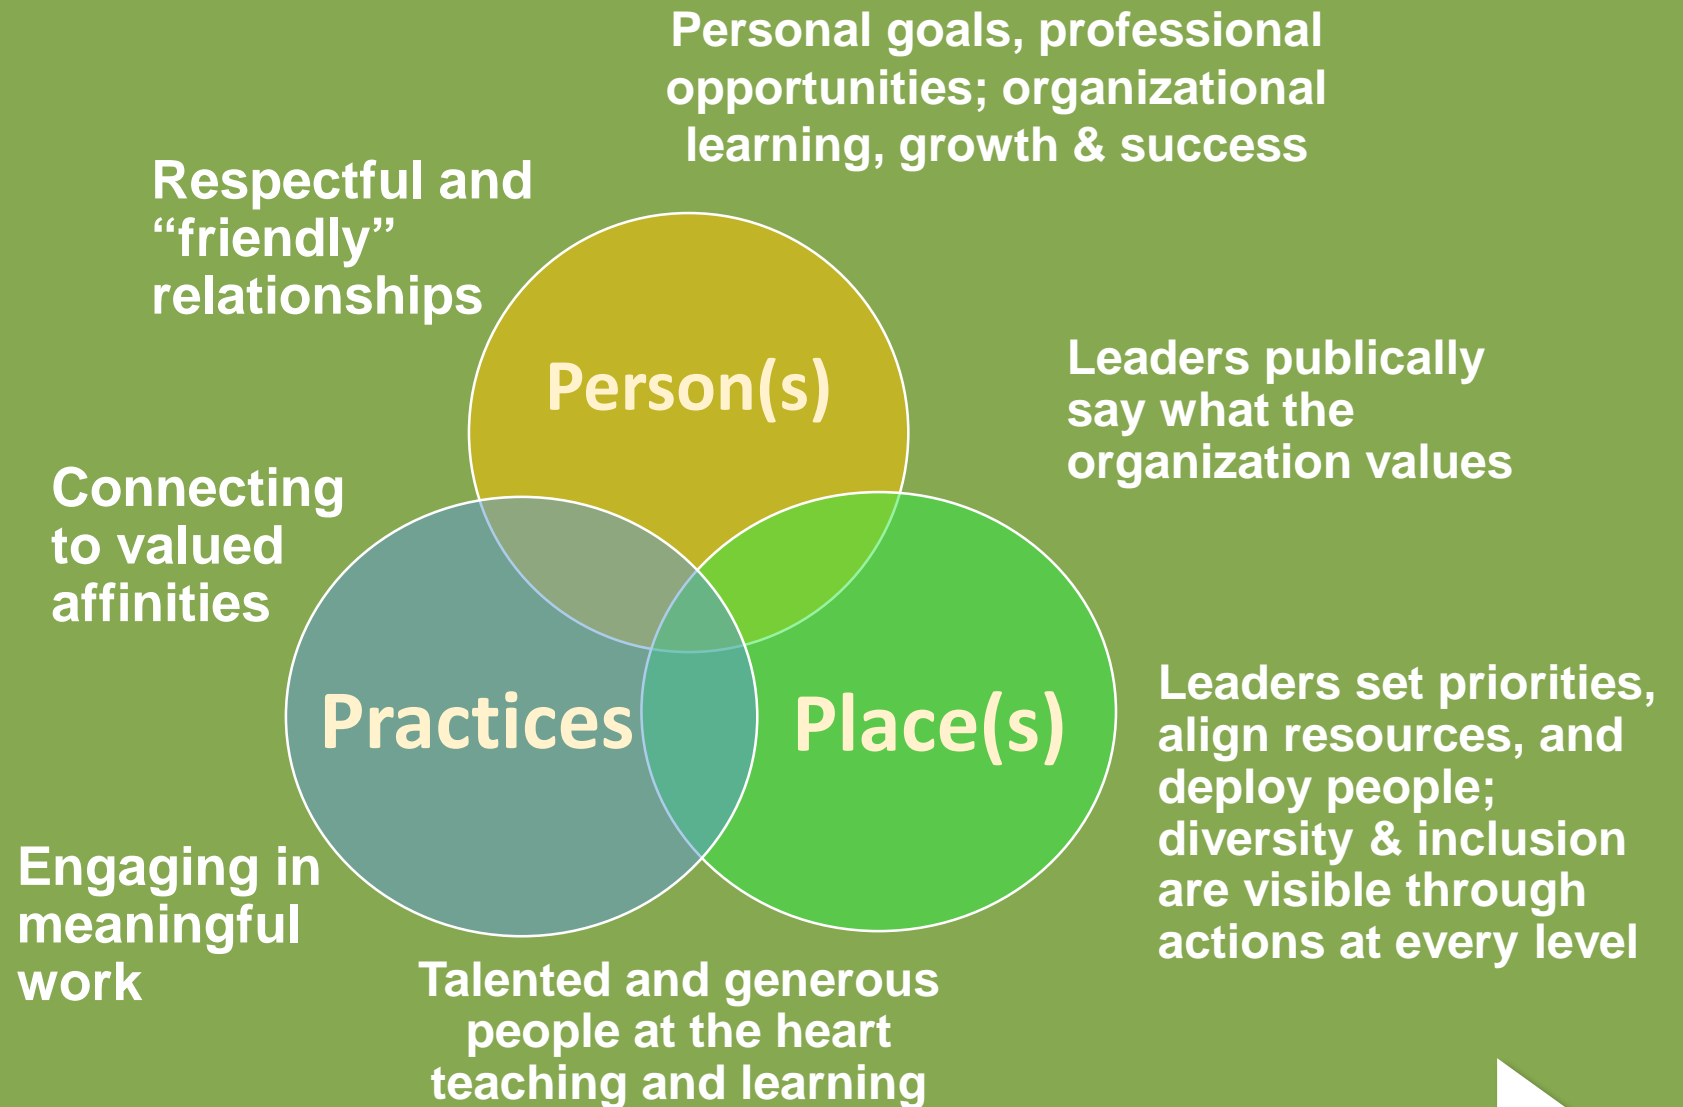 Personal goals, professional
opportunities; organizational
learning, growth & success
Respectful and
“friendly”
relationships
Person(s)
Leaders publically
say what the
organization values
Connecting
to valued
affinities
Practices
Place(s)
Leaders set priorities,
align resources, and
deploy people;
diversity & inclusion
are visible through
actions at every level
Engaging in
meaningful
work
Talented and generous
people at the heart
teaching and learning